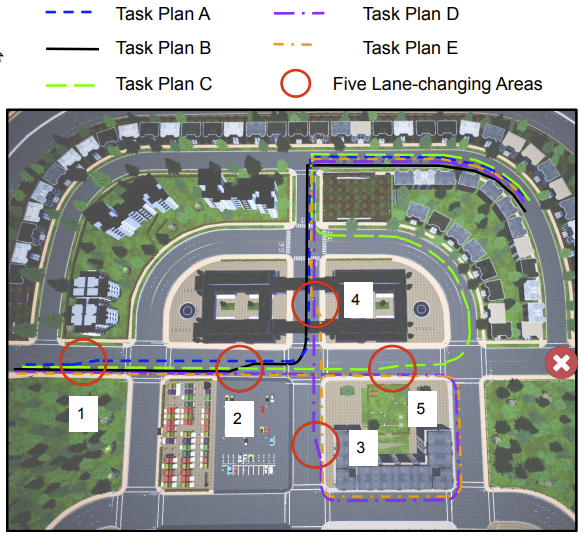 Task Plan A
Task Plan D
Task Plan B
Task Plan E
Task Plan C
Five Lane-changing Areas
4
1
2
5
3